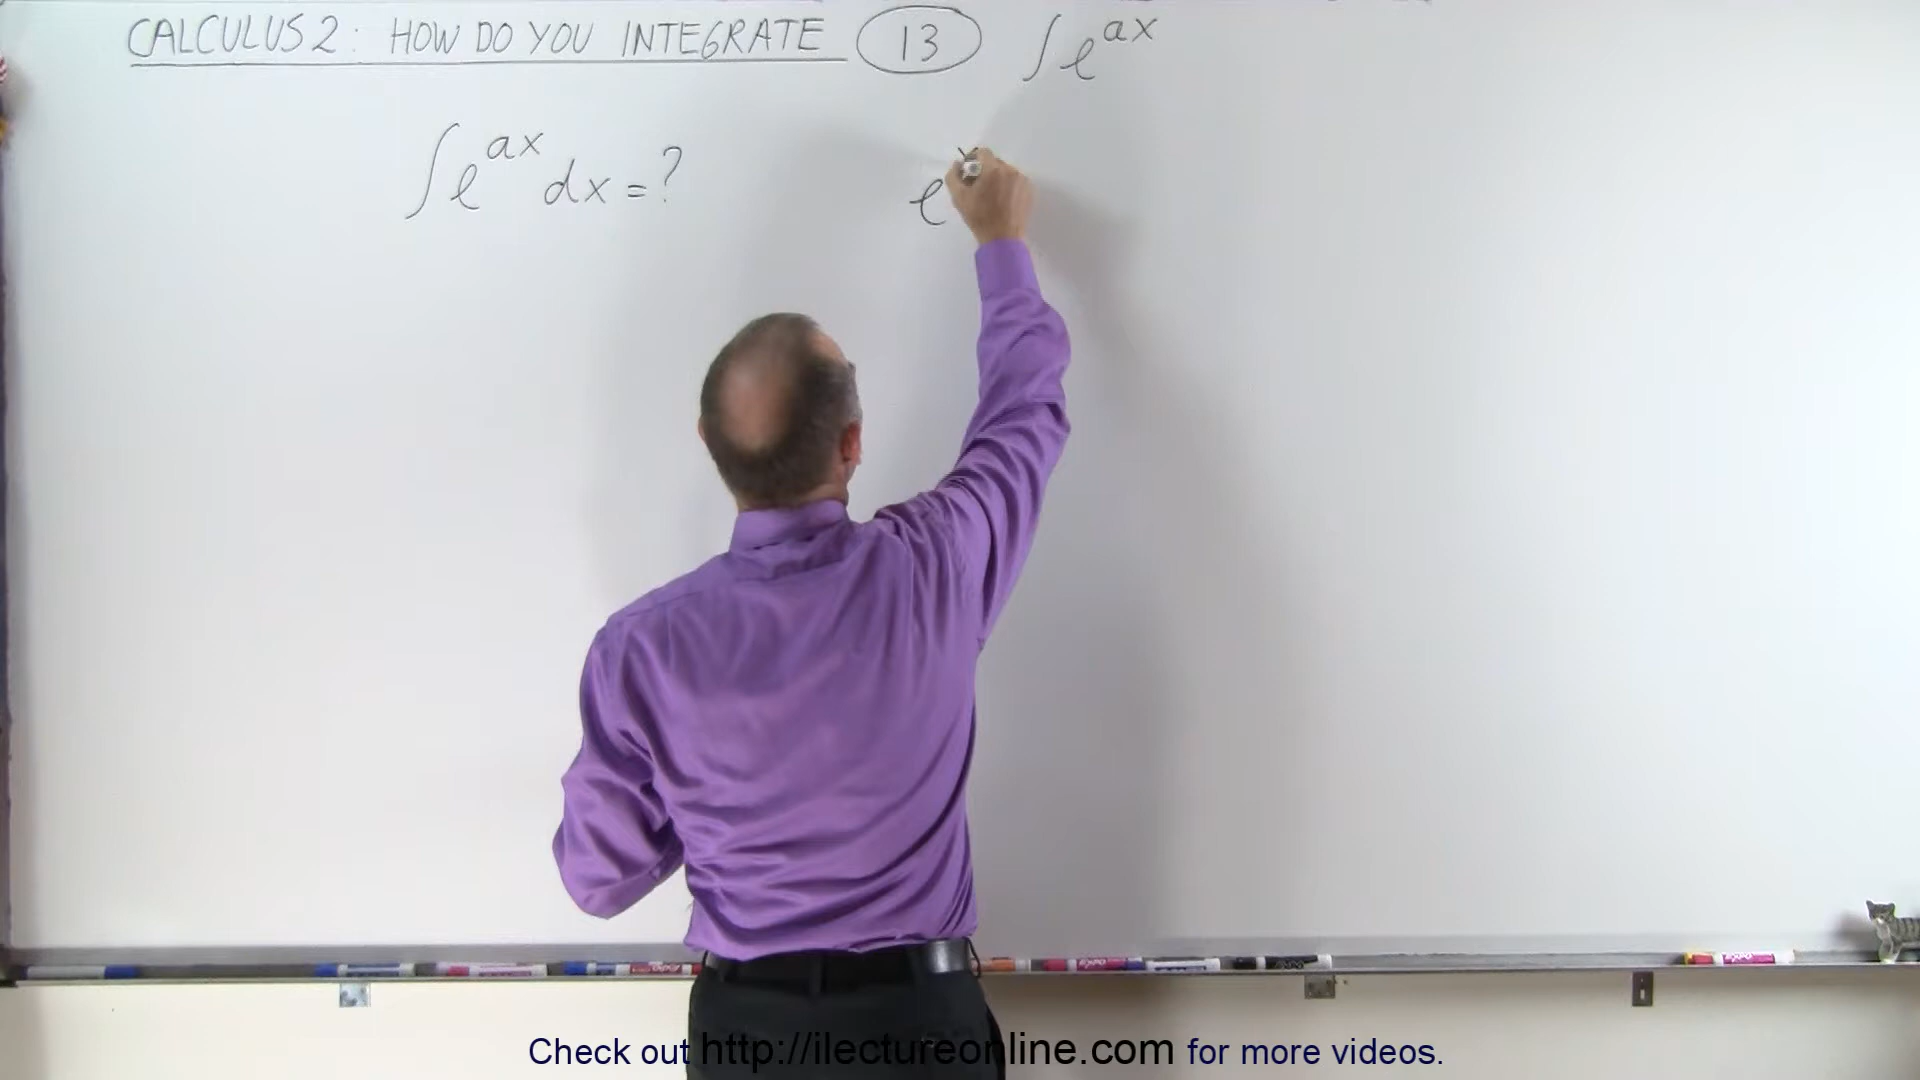 CALCULUS 2: HOW DO YOU INTEGRATE 13 ∫e^ax
∫e^ax dx = ?
e^x
Check out http://ilectureonline.com for more videos.